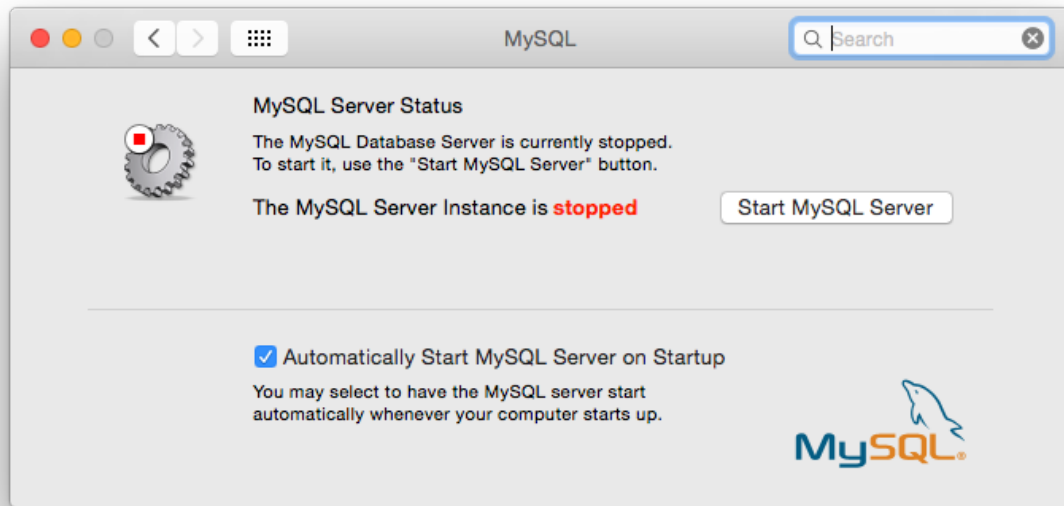 MySQL
Search
MySQL Server Status
The MySQL Database Server is currently stopped.
To start it, use the "Start MySQL Server" button.
The MySQL Server Instance is stopped
Start MySQL Server
Automatically Start MySQL Server on Startup
You may select to have the MySQL server start
automatically whenever your computer starts up.
MySQL®